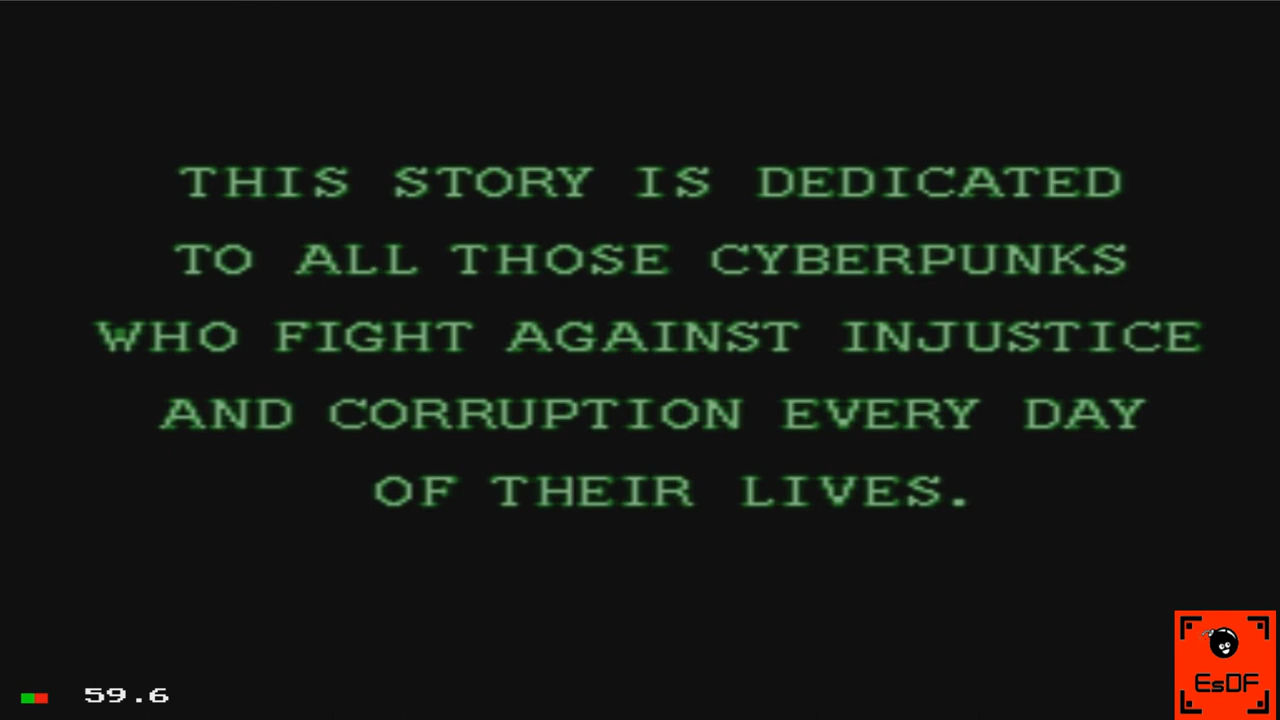 THIS STORY IS DEDICATED
TO ALL THOSE CYBERPUNKS
WHO FIGHT AGAINST INJUSTICE
AND CORRUPTION EVERY DAY
OF THEIR LIVES.
59.6
EsDF